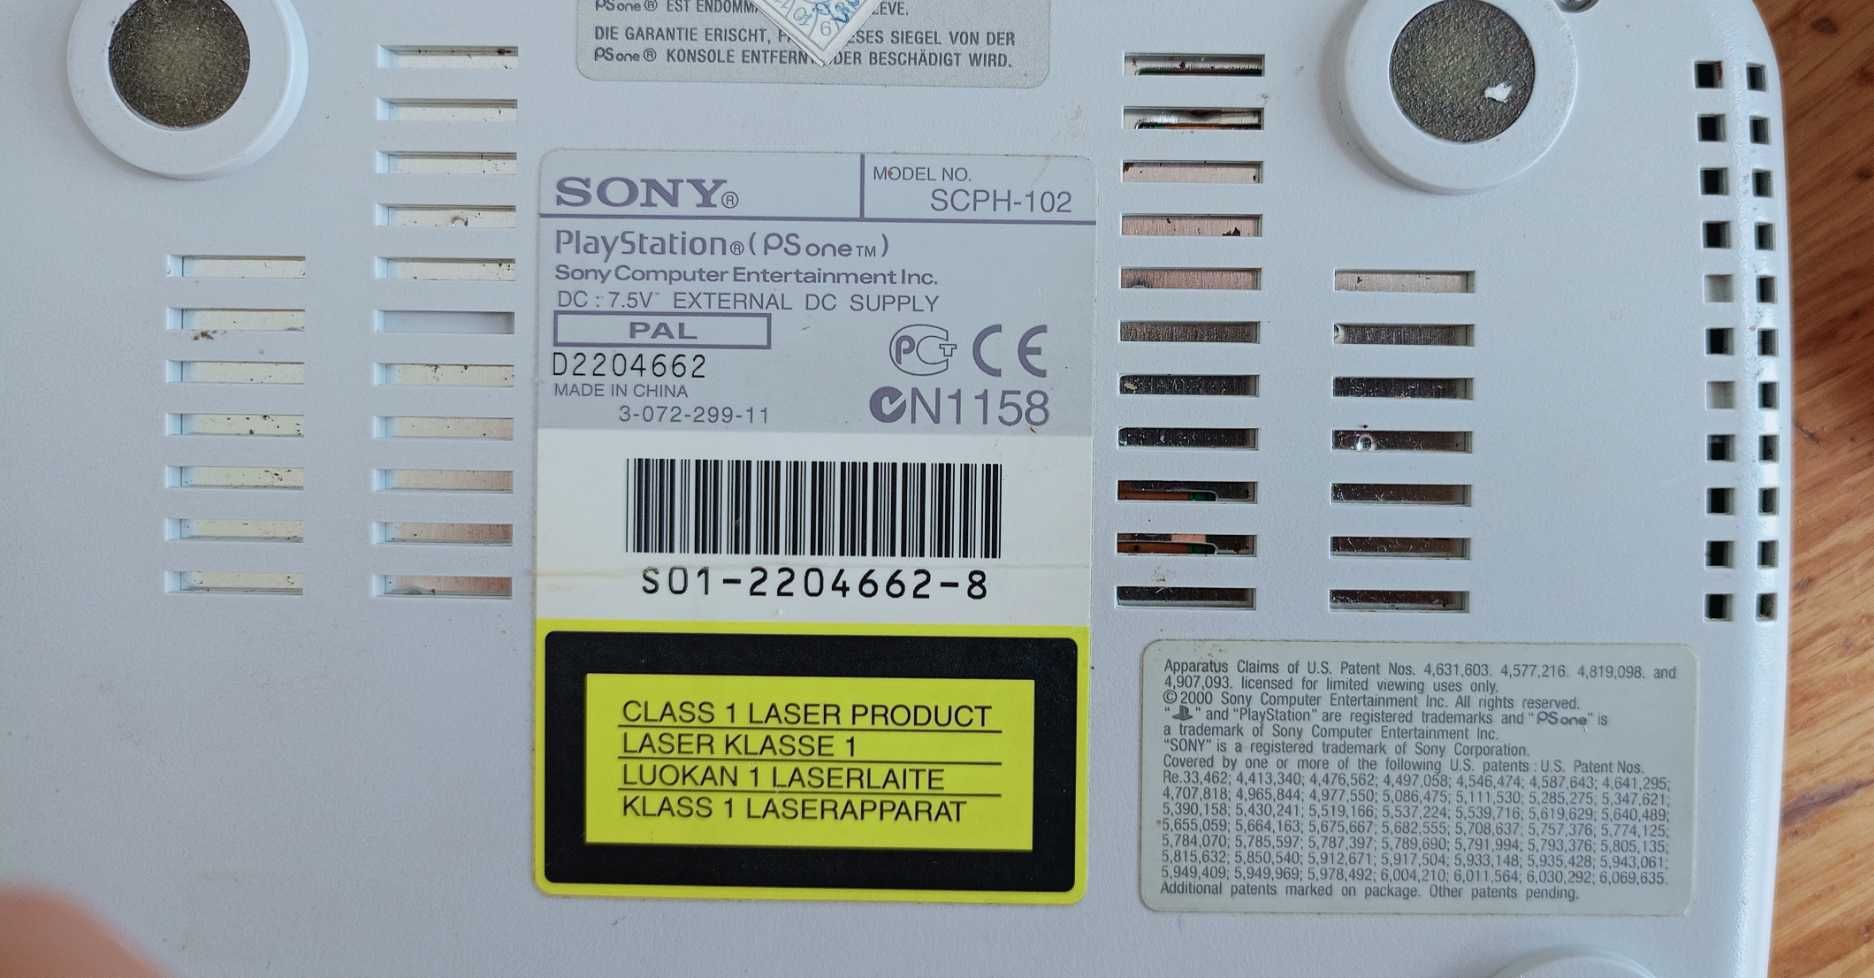 PSone® EST ENDOMM
LEVE.
DIE GARANTIE ERISCHT, ESES SIEGEL VON DER
PSone® KONSOLE ENTFERNT DER BESCHÄDIGT WIRD.
SONY®
MODEL NO.
SCPH-102
PlayStation® (PSone™)
Sony Computer Entertainment Inc.
DC : 7.5V⎓ EXTERNAL DC SUPPLY
PAL
D2204662
MADE IN CHINA
3-072-299-11
PCT CE
N1158
S01-2204662-8
CLASS 1 LASER PRODUCT
LASER KLASSE 1
LUOKAN 1 LASERLAITE
KLASS 1 LASERAPPARAT
Apparatus Claims of U.S. Patent Nos. 4,631,603. 4,577,216. 4,819,098. and
4,907,093. licensed for limited viewing uses only.
©2000 Sony Computer Entertainment Inc. All rights reserved.
“ ” and “PlayStation” are registered trademarks and “PSone” is
a trademark of Sony Computer Entertainment Inc.
“SONY” is a registered trademark of Sony Corporation.
Covered by one or more of the following U.S. patents : U.S. Patent Nos.
Re.33,462; 4,413,340; 4,476,562; 4,497,058; 4,546,474; 4,587,643; 4,641,295;
4,707,818; 4,965,844; 4,977,550; 5,086,475; 5,111,530; 5,285,275; 5,347,621;
5,390,158; 5,430,241; 5,519,166; 5,537,224; 5,539,716; 5,619,629; 5,640,489;
5,655,059; 5,664,163; 5,675,667; 5,682,555; 5,708,637; 5,757,376; 5,774,125;
5,784,070; 5,785,597; 5,787,397; 5,789,690; 5,791,994; 5,793,376; 5,805,135;
5,815,632; 5,850,540; 5,912,671; 5,917,504; 5,933,148; 5,935,428; 5,943,061;
5,949,409; 5,949,969; 5,978,492; 6,004,210; 6,011,564; 6,030,292; 6,069,635.
Additional patents marked on package. Other patents pending.